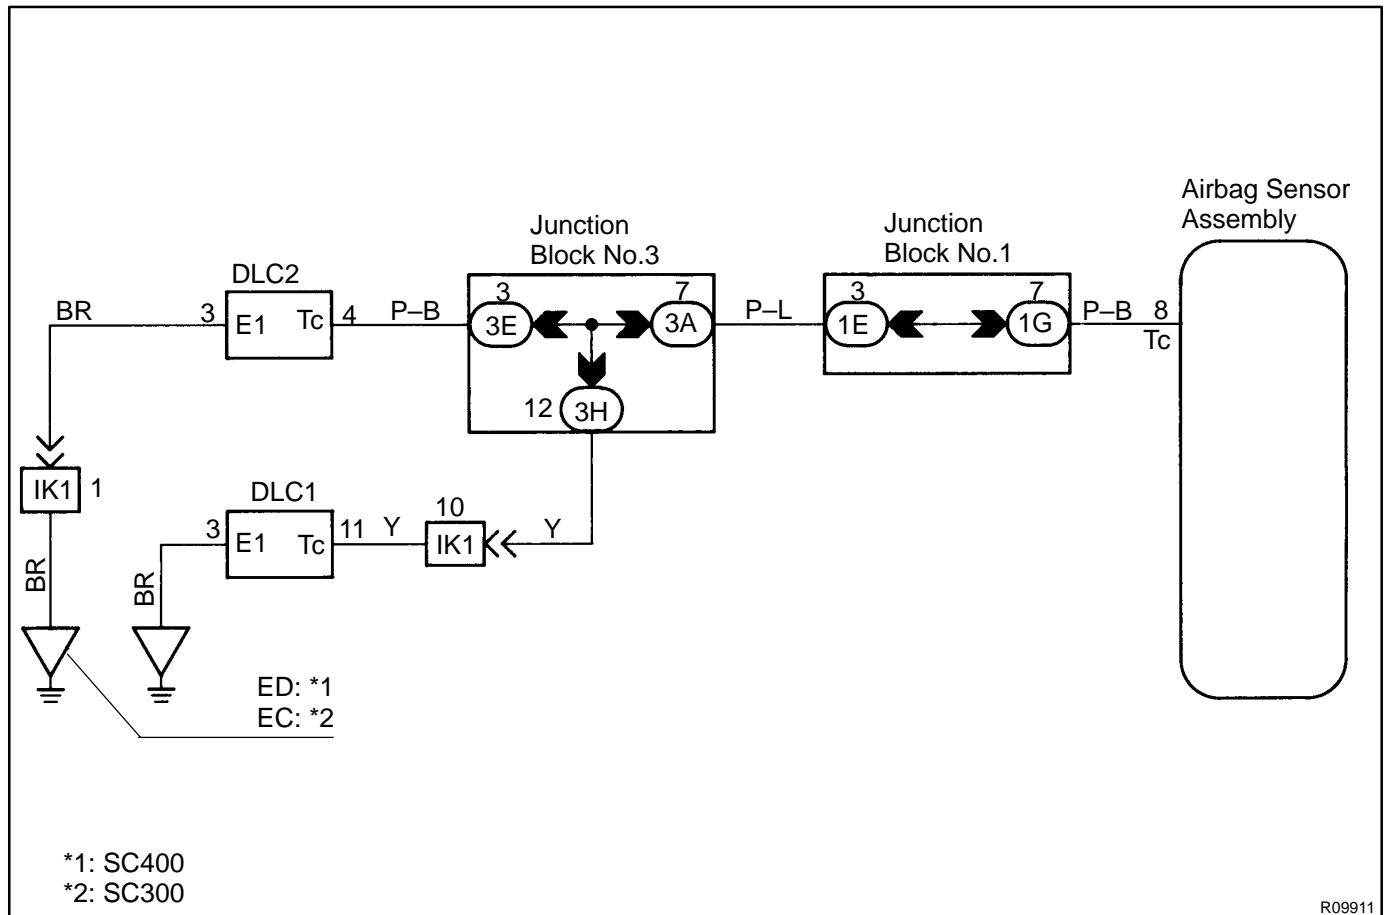 Airbag Sensor
Assembly
Junction
Block No.3
Junction
Block No.1
DLC2
BR
3
E1
Tc
4
P–B
3
3E
7
3A
P–L
3
1E
7
1G
P–B
8
Tc
12
3H
IK1
1
DLC1
3
E1
Tc
11
Y
10
IK1
Y
BR
BR
ED: *1
EC: *2
*1: SC400
*2: SC300
R09911